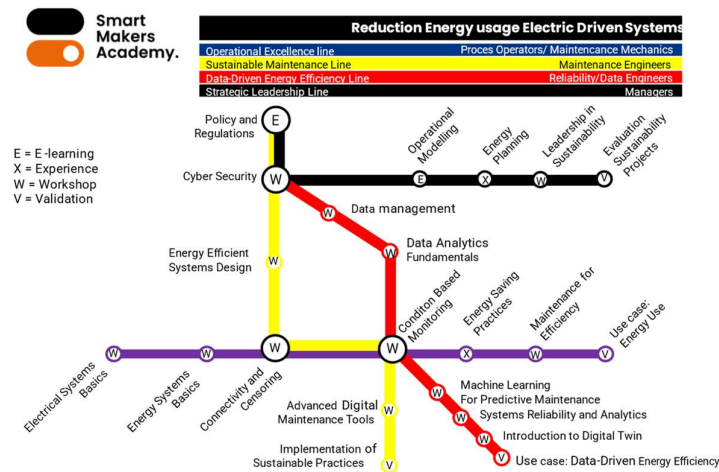 Smart
Makers
Academy.
Reduction Energy usage Electric Driven Systems
Operational Excellence line
Proces Operators/ Maintencance Mechanics
Sustainable Maintenance Line
Maintenance Engineers
Data-Driven Energy Efficiency Line
Reliability/Data Engineers
Strategic Leadership Line
Managers
E = E-learning
X = Experience
W = Workshop
V = Validation
Policy and
Regulations
E
Cyber Security
W
Operational
Modelling
E
Energy
Planning
X
Leadership in
Sustainability
W
Evaluation
Sustainability
Projects
V
W
Data management
Energy Efficient
Systems Design
W
W
Data Analytics
Fundamentals
Electrical Systems
Basics
W
Energy Systems
Basics
W
Connectivity and
Censoring
W
Conditon Based
Monitoring
W
Energy Saving
Practices
X
Maintenance for
Efficiency
W
Use case:
Energy Use
V
Advanced Digital
Maintenance Tools
W
Implementation of
Sustainable Practices
V
W
Machine Learning
For Predictive Maintenance
W
Systems Reliability and Analytics
W
Introduction to Digital Twin
V
Use case: Data-Driven Energy Efficiency